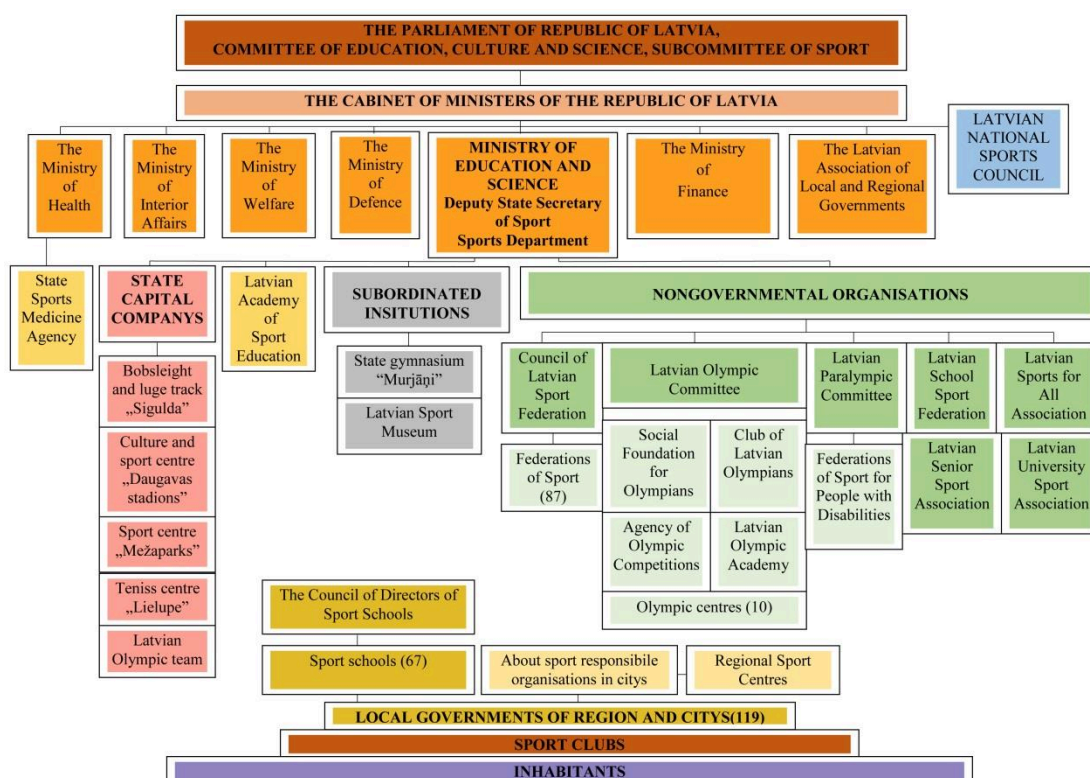 THE PARLIAMENT OF REPUBLIC OF LATVIA,
COMMITTEE OF EDUCATION, CULTURE AND SCIENCE, SUBCOMMITTEE OF SPORT
THE CABINET OF MINISTERS OF THE REPUBLIC OF LATVIA
The
Ministry
of
Health
The
Ministry
of
Interior
Affairs
The
Ministry
of
Welfare
The
Ministry
of
Defence
MINISTRY OF
EDUCATION AND
SCIENCE
Deputy State Secretary
of Sport
Sports Department
The Ministry
of
Finance
The Latvian
Association of
Local and Regional
Governments
LATVIAN
NATIONAL
SPORTS
COUNCIL
State
Sports
Medicine
Agency
STATE
CAPITAL
COMPANYS
Latvian
Academy
of
Sport
Education
SUBORDINATED
INSITUTIONS
NONGOVERNMENTAL ORGANISATIONS
Bobsleight
and luge track
„Sigulda”
Culture and
sport centre
„Daugavas
stadions”
Sport centre
„Mežaparks”
Teniss centre
„Lielupe”
Latvian
Olympic team
State gymnasium
“Murjāņi”
Latvian Sport
Museum
Council of
Latvian
Sport
Federation
Latvian Olympic
Committee
Latvian
Paralympic
Committee
Latvian
School
Sport
Federation
Latvian
Sports for
All
Association
Federations
of Sport
(87)
Social
Foundation
for
Olympians
Club of
Latvian
Olympians
Federations
of Sport for
People with
Disabilities
Latvian
Senior
Sport
Association
Latvian
University
Sport
Association
Agency of
Olympic
Competitions
Latvian
Olympic
Academy
Olympic centres (10)
The Council of Directors of
Sport Schools
Sport schools (67)
About sport responsibile
organisations in citys
Regional Sport
Centres
LOCAL GOVERNMENTS OF REGION AND CITYS(119)
SPORT CLUBS
INHABITANTS